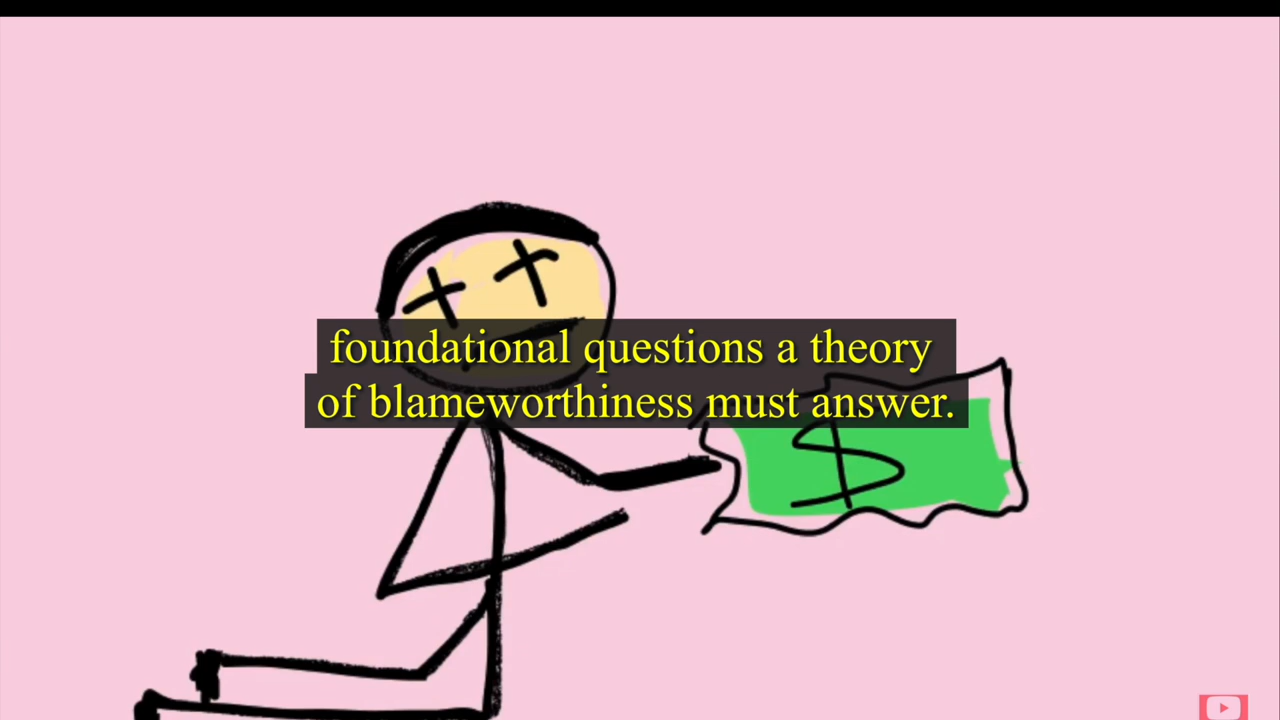 foundational questions a theory
of blameworthiness must answer.
$